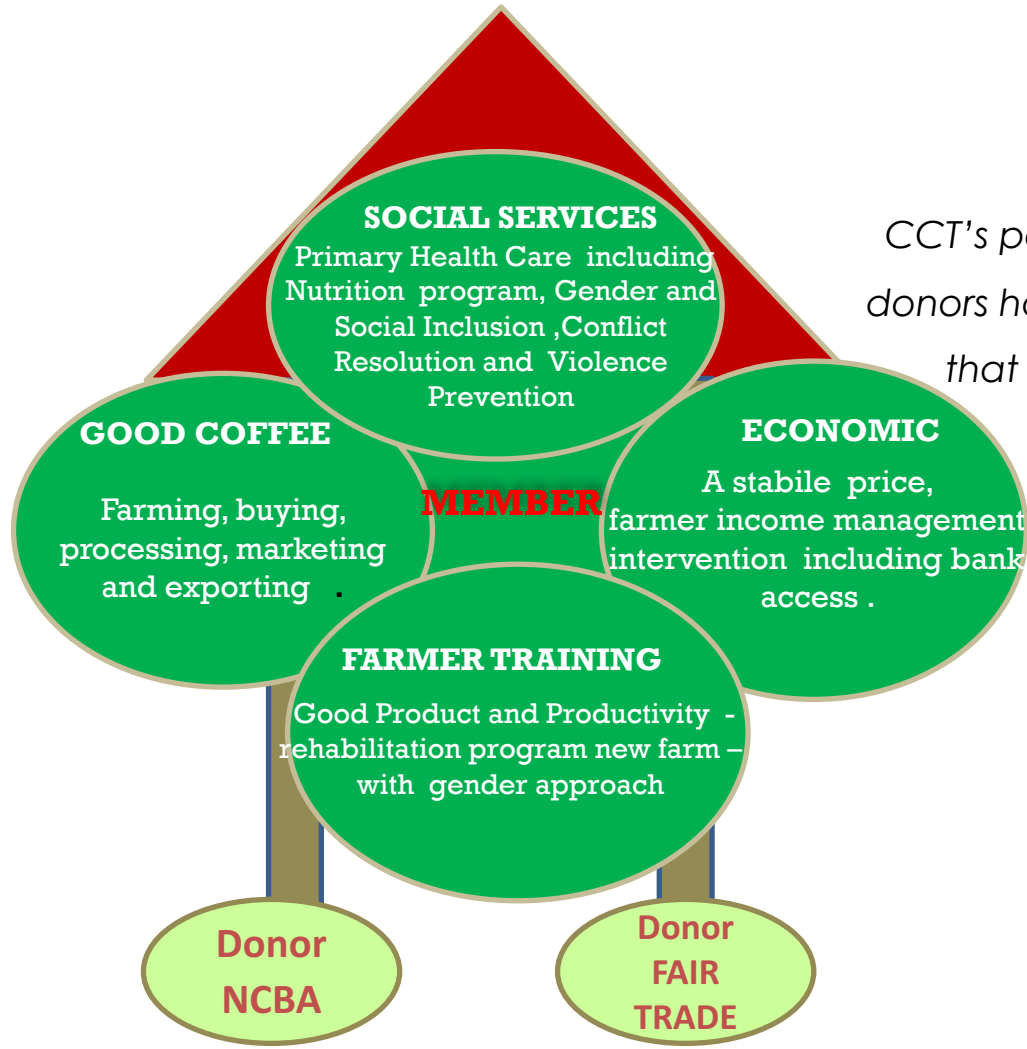 SOCIAL SERVICES
Primary Health Care including
Nutrition program, Gender and
Social Inclusion ,Conflict
Resolution and Violence
Prevention
CCT's
donors
that
GOOD COFFEE
Farming, buying,
processing, marketing
and exporting .
MEMBER
ECONOMIC
A stabile price,
farmer income management
intervention including bank
access .
FARMER TRAINING
Good Product and Productivity -
rehabilitation program new farm –
with gender approach
Donor
NCBA
Donor
FAIR
TRADE